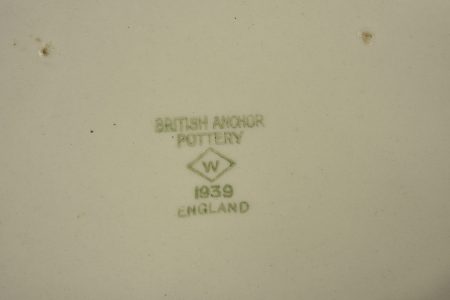 BRITISH ANCHOR
POTTERY
W
1939
ENGLAND